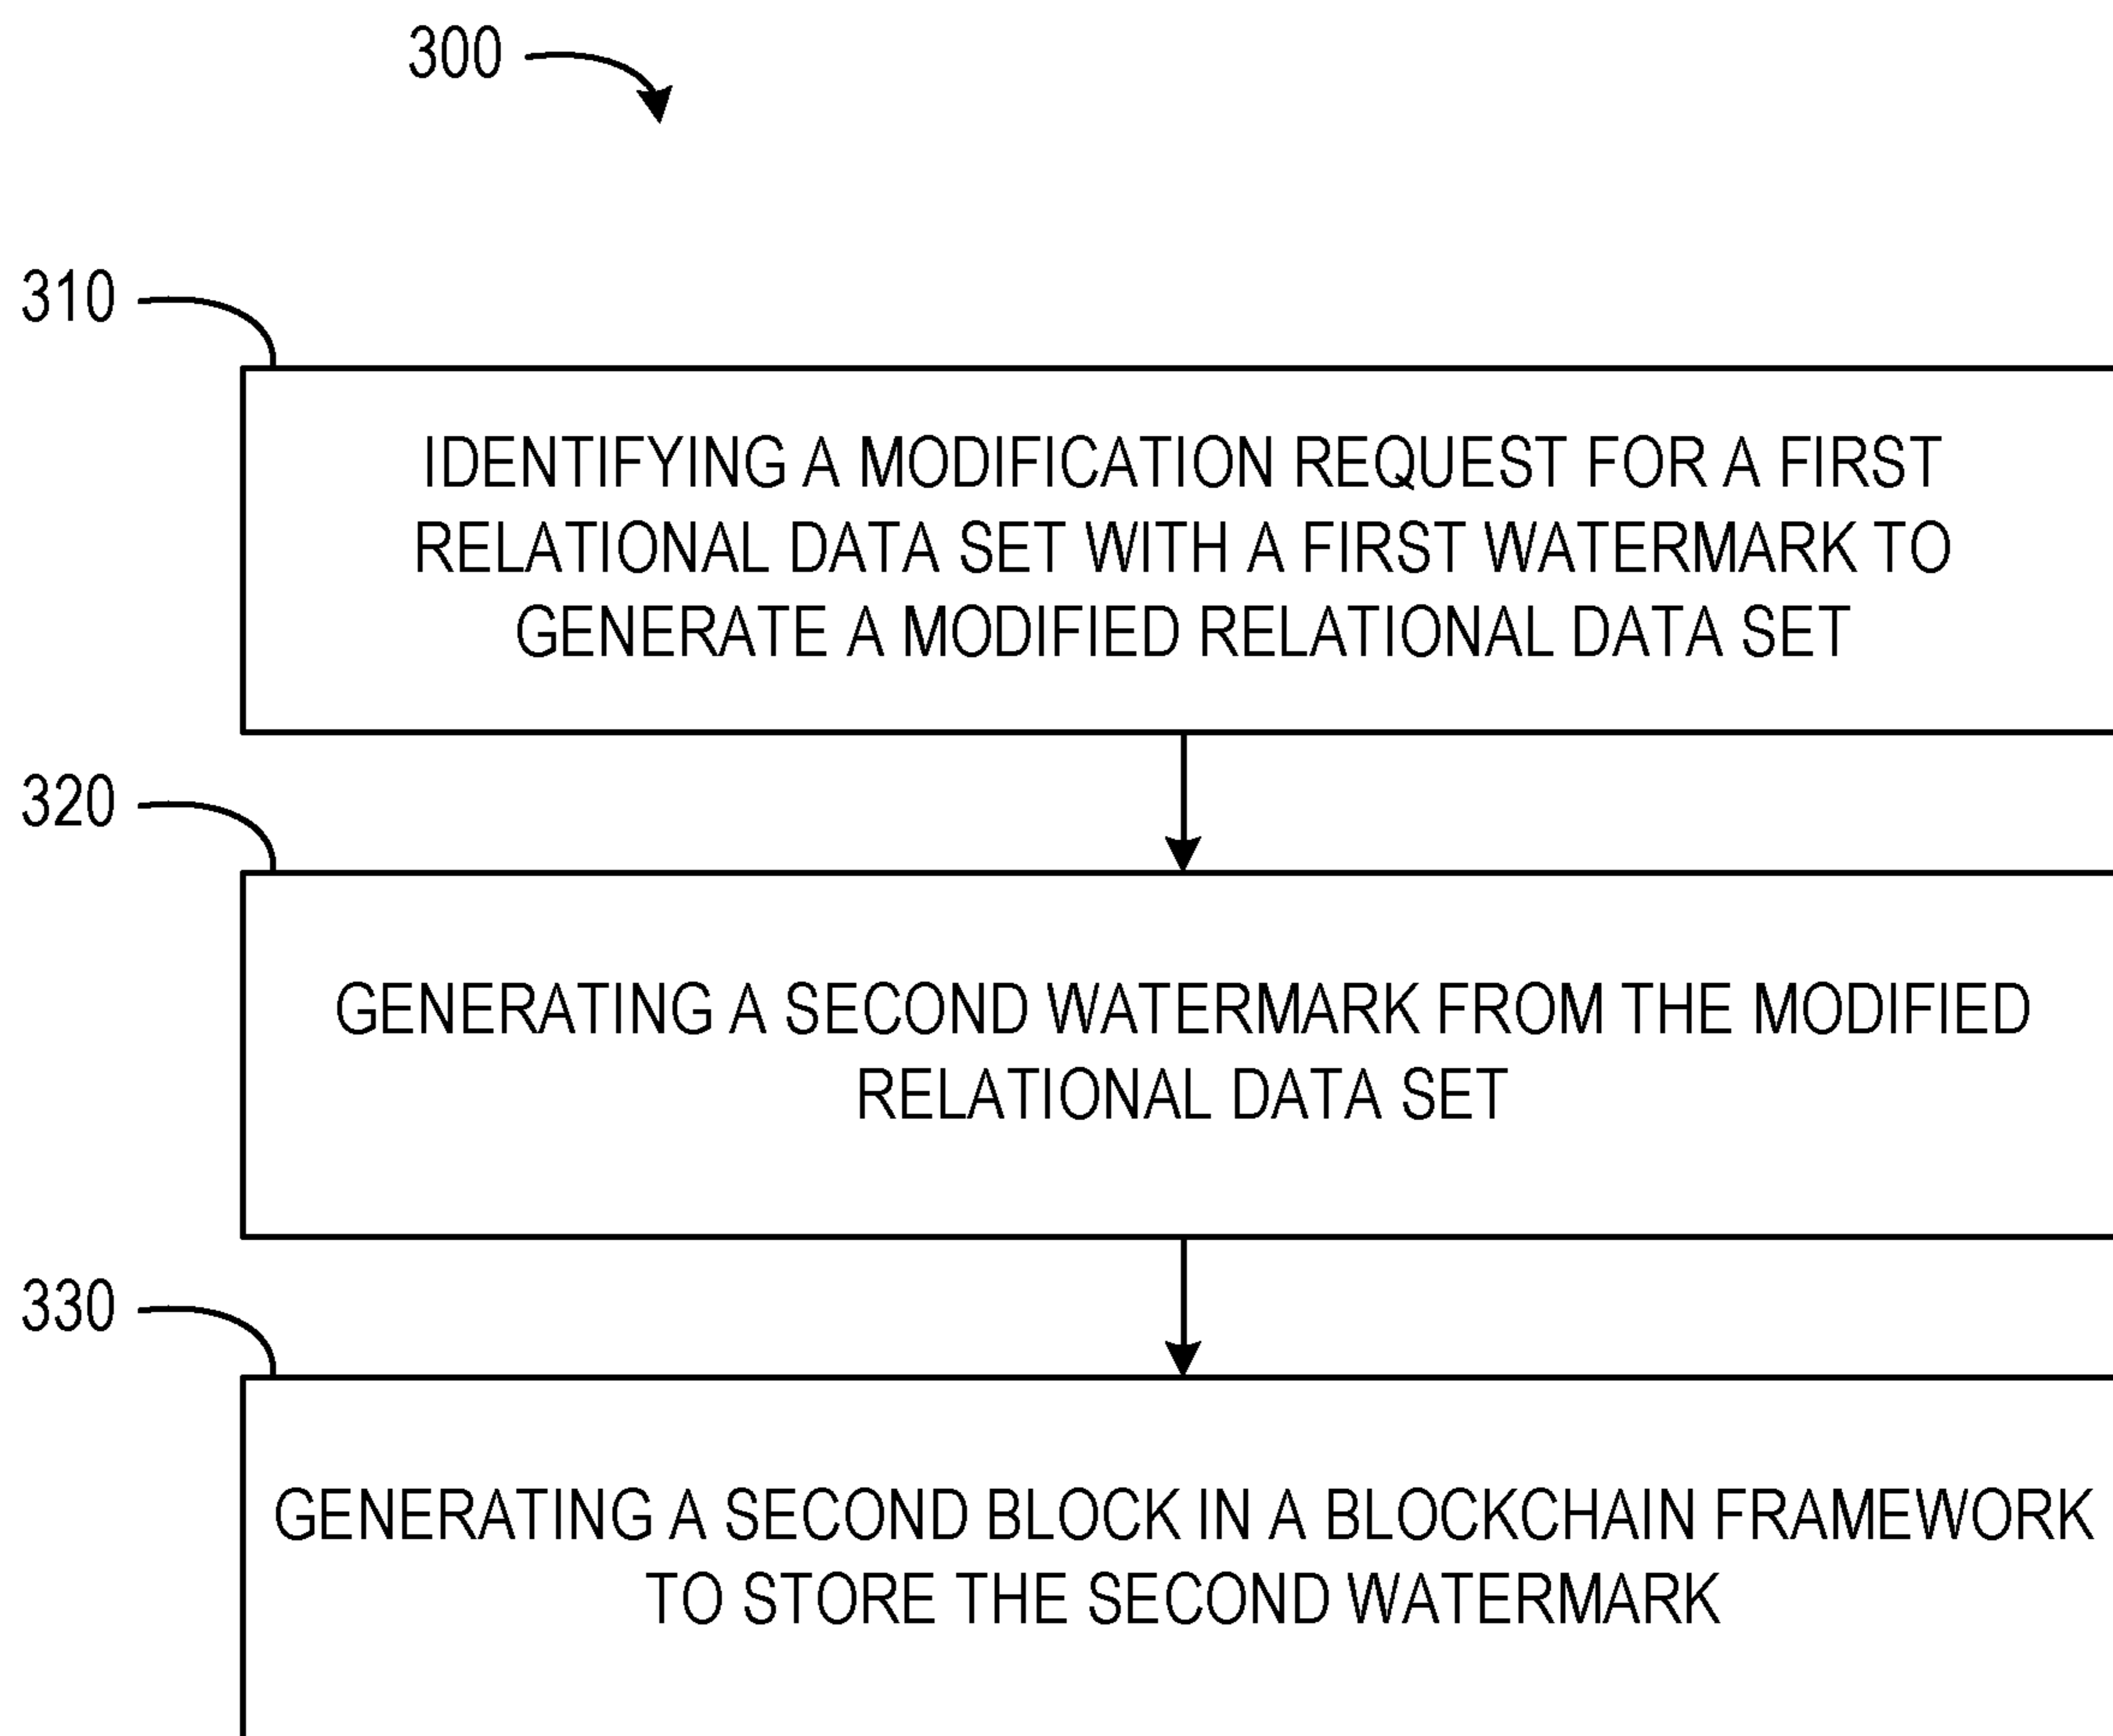 300
310
IDENTIFYING A MODIFICATION REQUEST FOR A FIRST
RELATIONAL DATA SET WITH A FIRST WATERMARK TO
GENERATE A MODIFIED RELATIONAL DATA SET
320
GENERATING A SECOND WATERMARK FROM THE MODIFIED
RELATIONAL DATA SET
330
GENERATING A SECOND BLOCK IN A BLOCKCHAIN FRAMEWORK
TO STORE THE SECOND WATERMARK